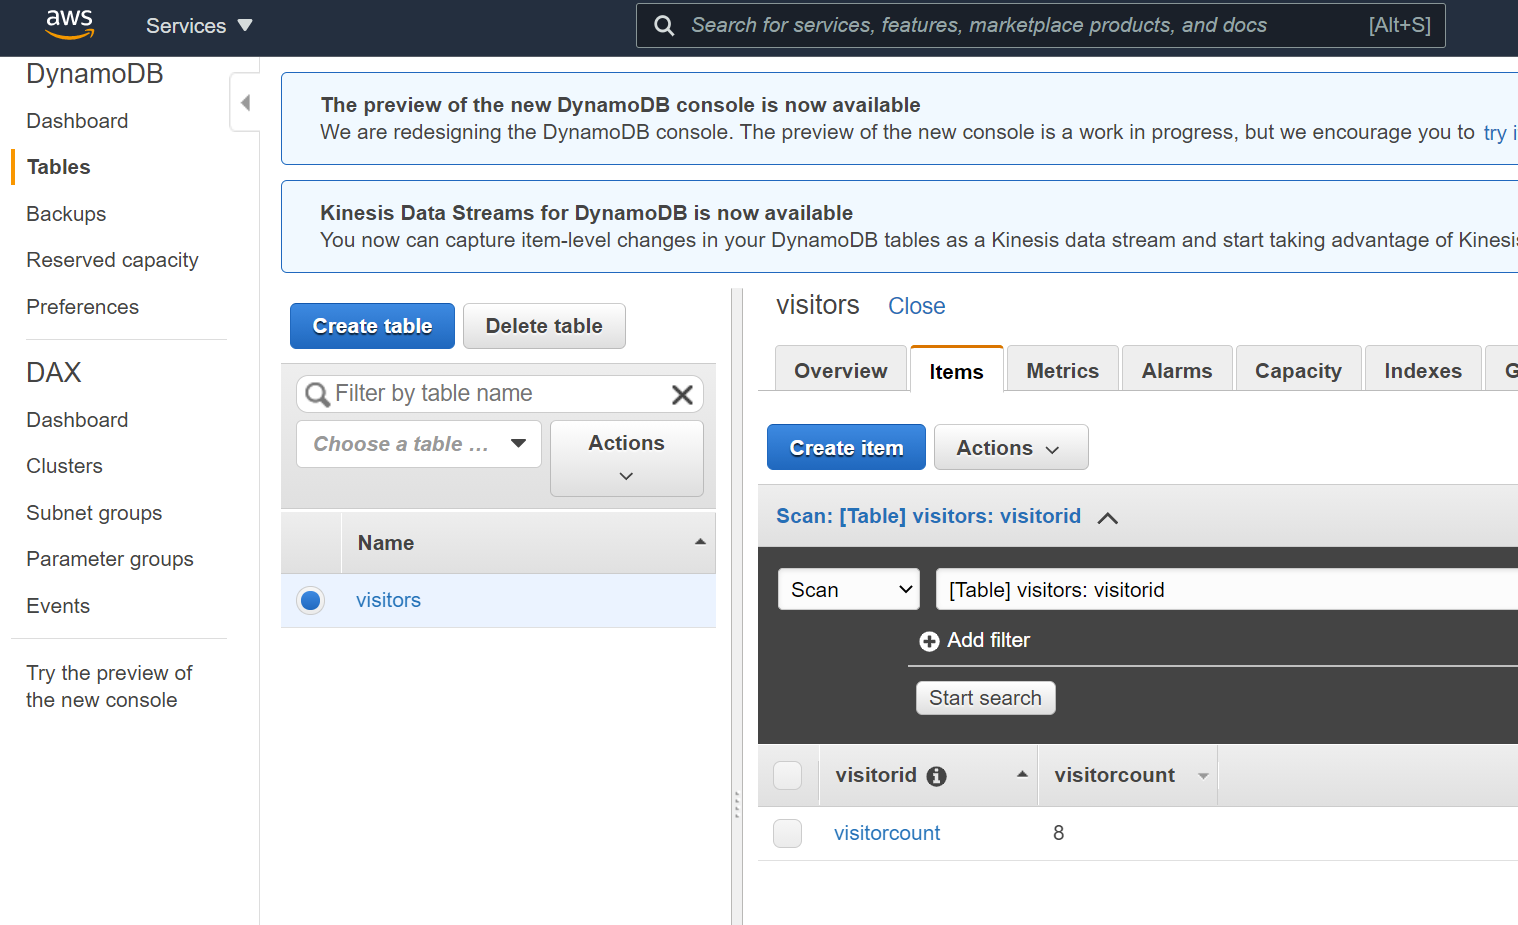 aws
Services
Search for services, features, marketplace products, and docs
[Alt+S]
DynamoDB
Dashboard
Tables
Backups
Reserved capacity
Preferences
DAX
Dashboard
Clusters
Subnet groups
Parameter groups
Events
Try the preview of
the new console
The preview of the new DynamoDB console is now available
We are redesigning the DynamoDB console. The preview of the new console is a work in progress, but we encourage you to try i
Kinesis Data Streams for DynamoDB is now available
You now can capture item-level changes in your DynamoDB tables as a Kinesis data stream and start taking advantage of Kinesis
Create table
Delete table
Filter by table name
Choose a table ...
Actions
Name
visitors
visitors Close
Overview
Items
Metrics
Alarms
Capacity
Indexes
G
Create item
Actions
Scan: [Table] visitors: visitorid
Scan
[Table] visitors: visitorid
Add filter
Start search
visitorid
visitorcount
visitorcount
8